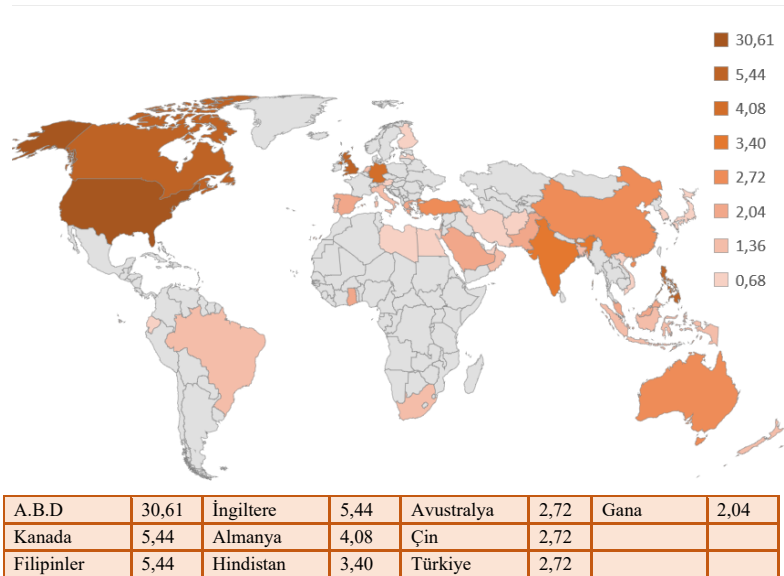 30,61
5,44
4,08
3,40
2,72
2,04
1,36
0,68
A.B.D 30,61 İngiltere 5,44 Avustralya 2,72 Gana 2,04
Kanada 5,44 Almanya 4,08 Çin 2,72
Filipinler 5,44 Hindistan 3,40 Türkiye 2,72